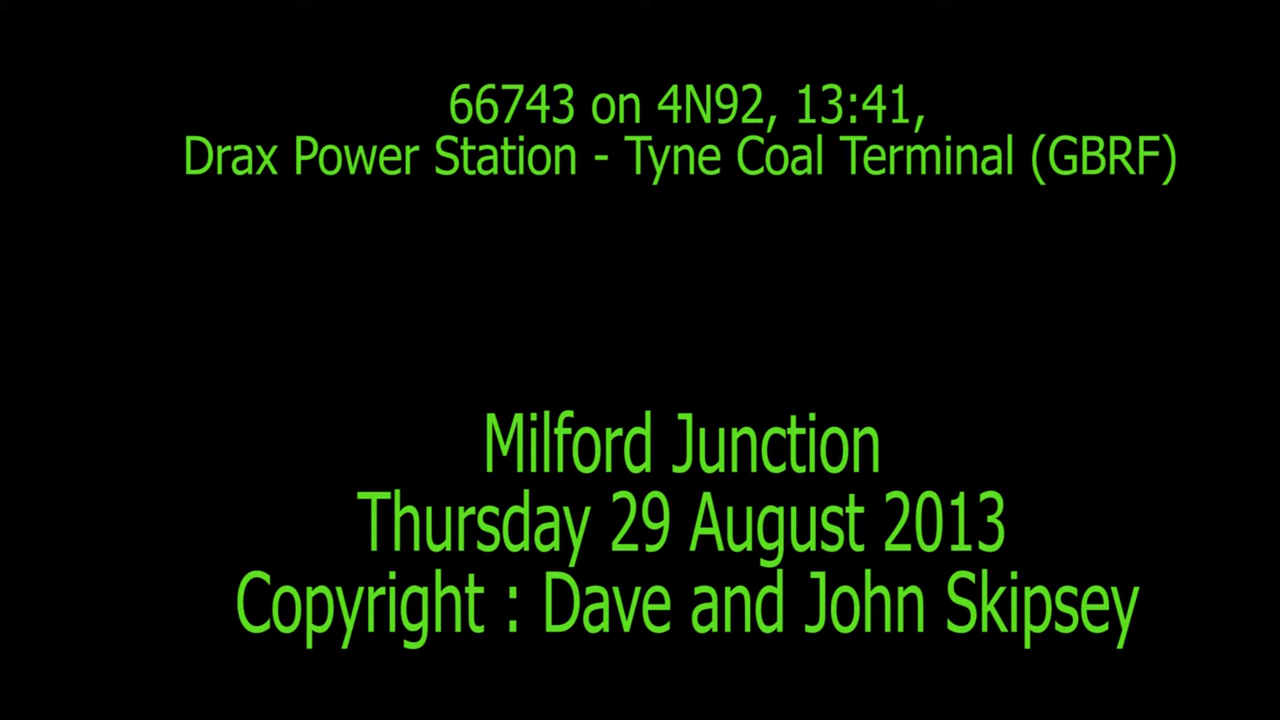 66743 on 4N92, 13:41,
Drax Power Station - Tyne Coal Terminal (GBRF)
Milford Junction
Thursday 29 August 2013
Copyright : Dave and John Skipsey